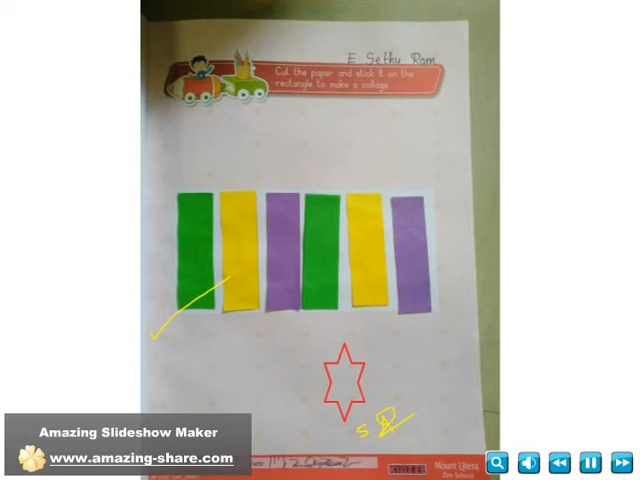 E. Sethu Ram
Cut the paper and stick it on the
rectangle to make a collage.
Amazing Slideshow Maker
www.amazing-share.com
KIDZEE
Mount Litera
Zee School